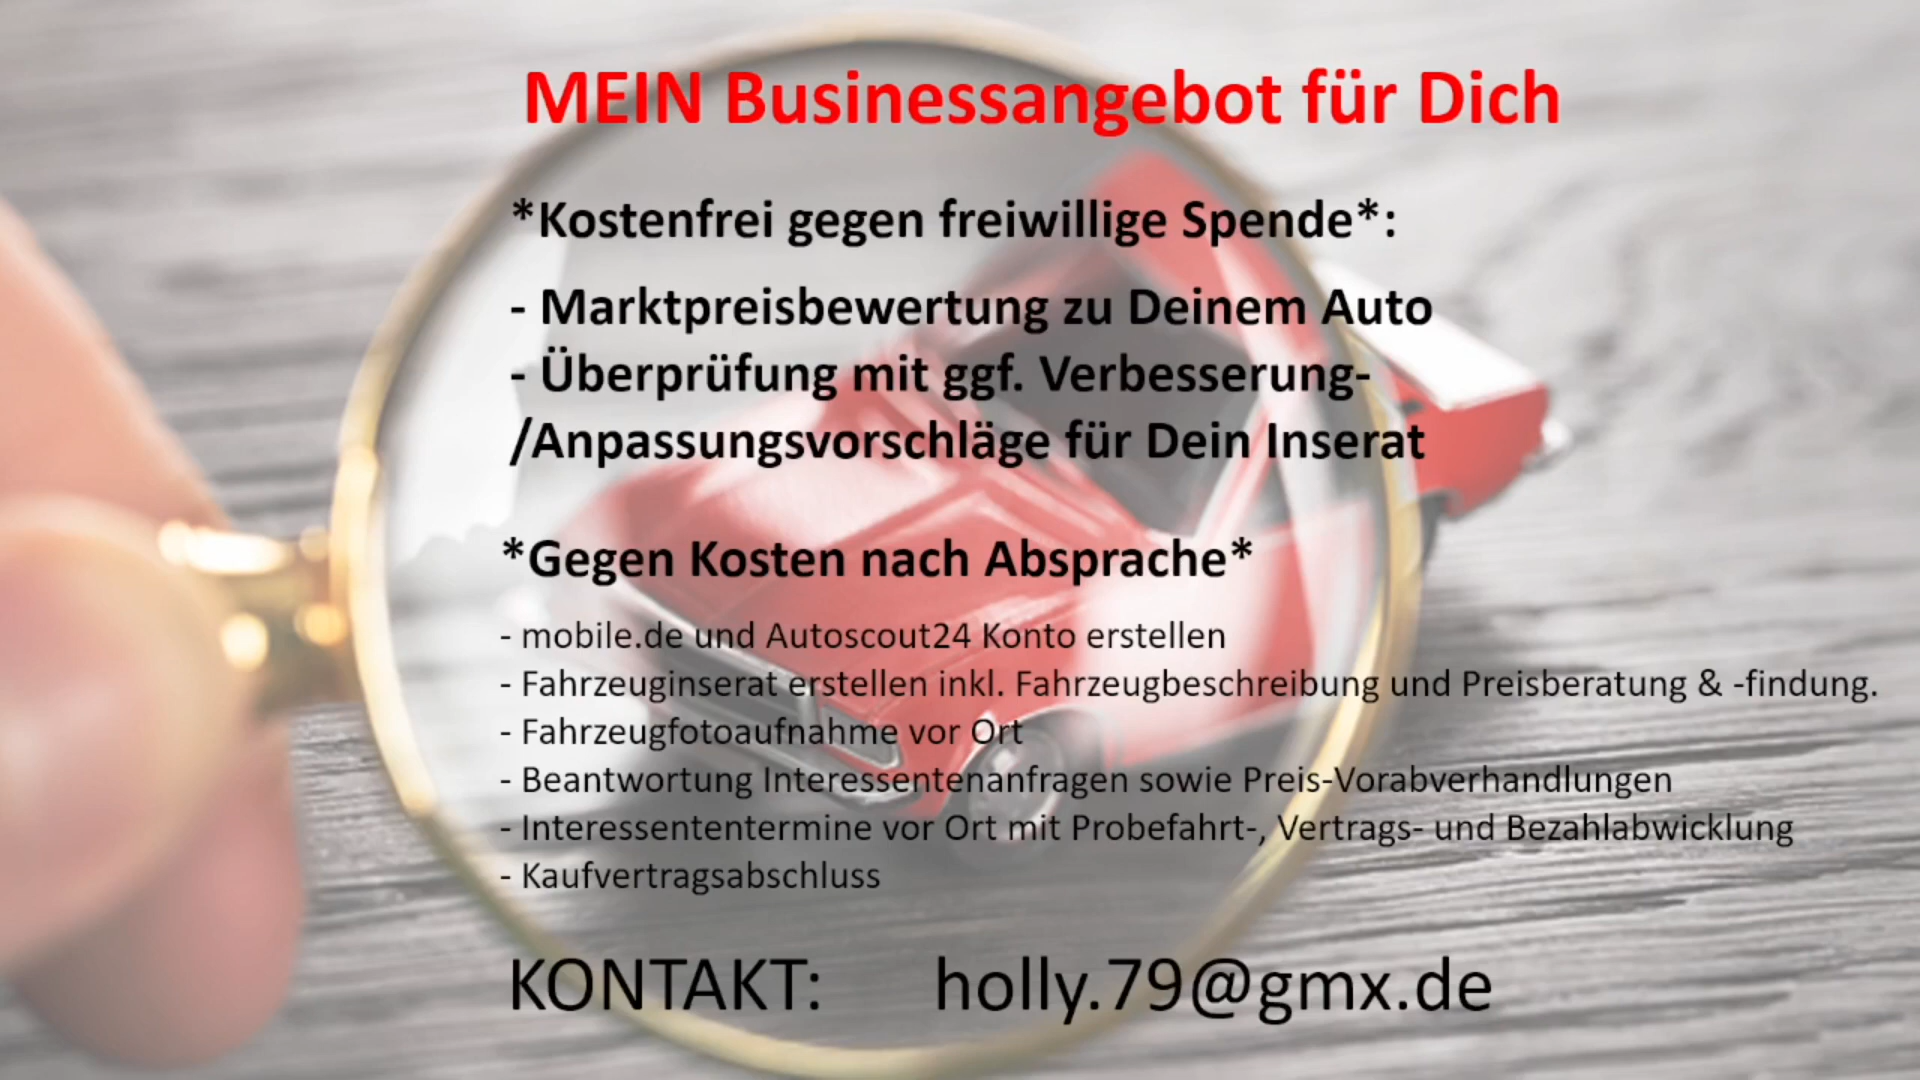 MEIN Businessangebot für Dich
*Kostenfrei gegen freiwillige Spende*:
- Marktpreisbewertung zu Deinem Auto
- Überprüfung mit ggf. Verbesserung-
/Anpassungsvorschläge für Dein Inserat
*Gegen Kosten nach Absprache*
- mobile.de und Autoscout24 Konto erstellen
- Fahrzeuginserat erstellen inkl. Fahrzeugbeschreibung und Preisberatung & -findung.
- Fahrzeugfotoaufnahme vor Ort
- Beantwortung Interessentenanfragen sowie Preis-Vorabverhandlungen
- Interessententermine vor Ort mit Probefahrt-, Vertrags- und Bezahlabwicklung
- Kaufvertragsabschluss
KONTAKT: holly.79@gmx.de